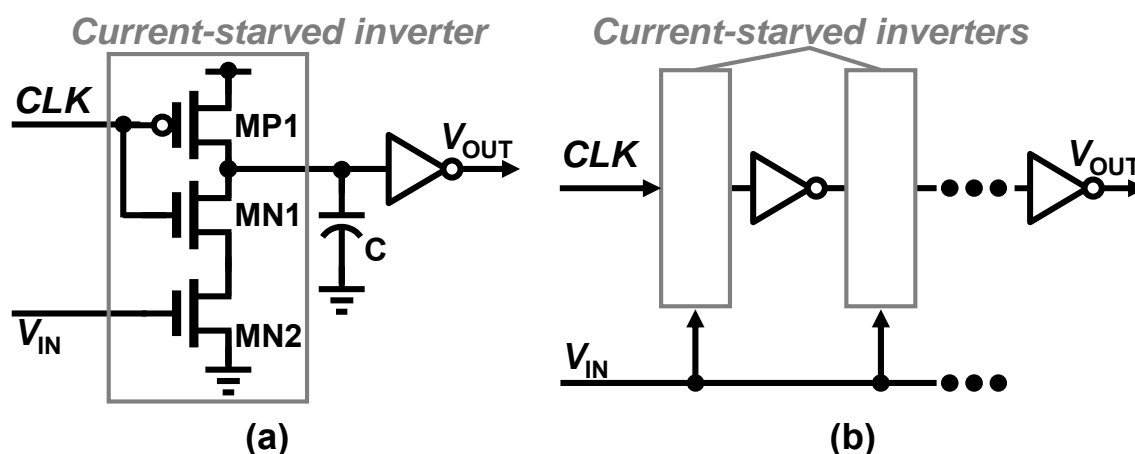 Current-starved inverter
CLK
MP1
VOUT
MN1
C
VIN
MN2
(a)
Current-starved inverters
CLK
VOUT
VIN
(b)